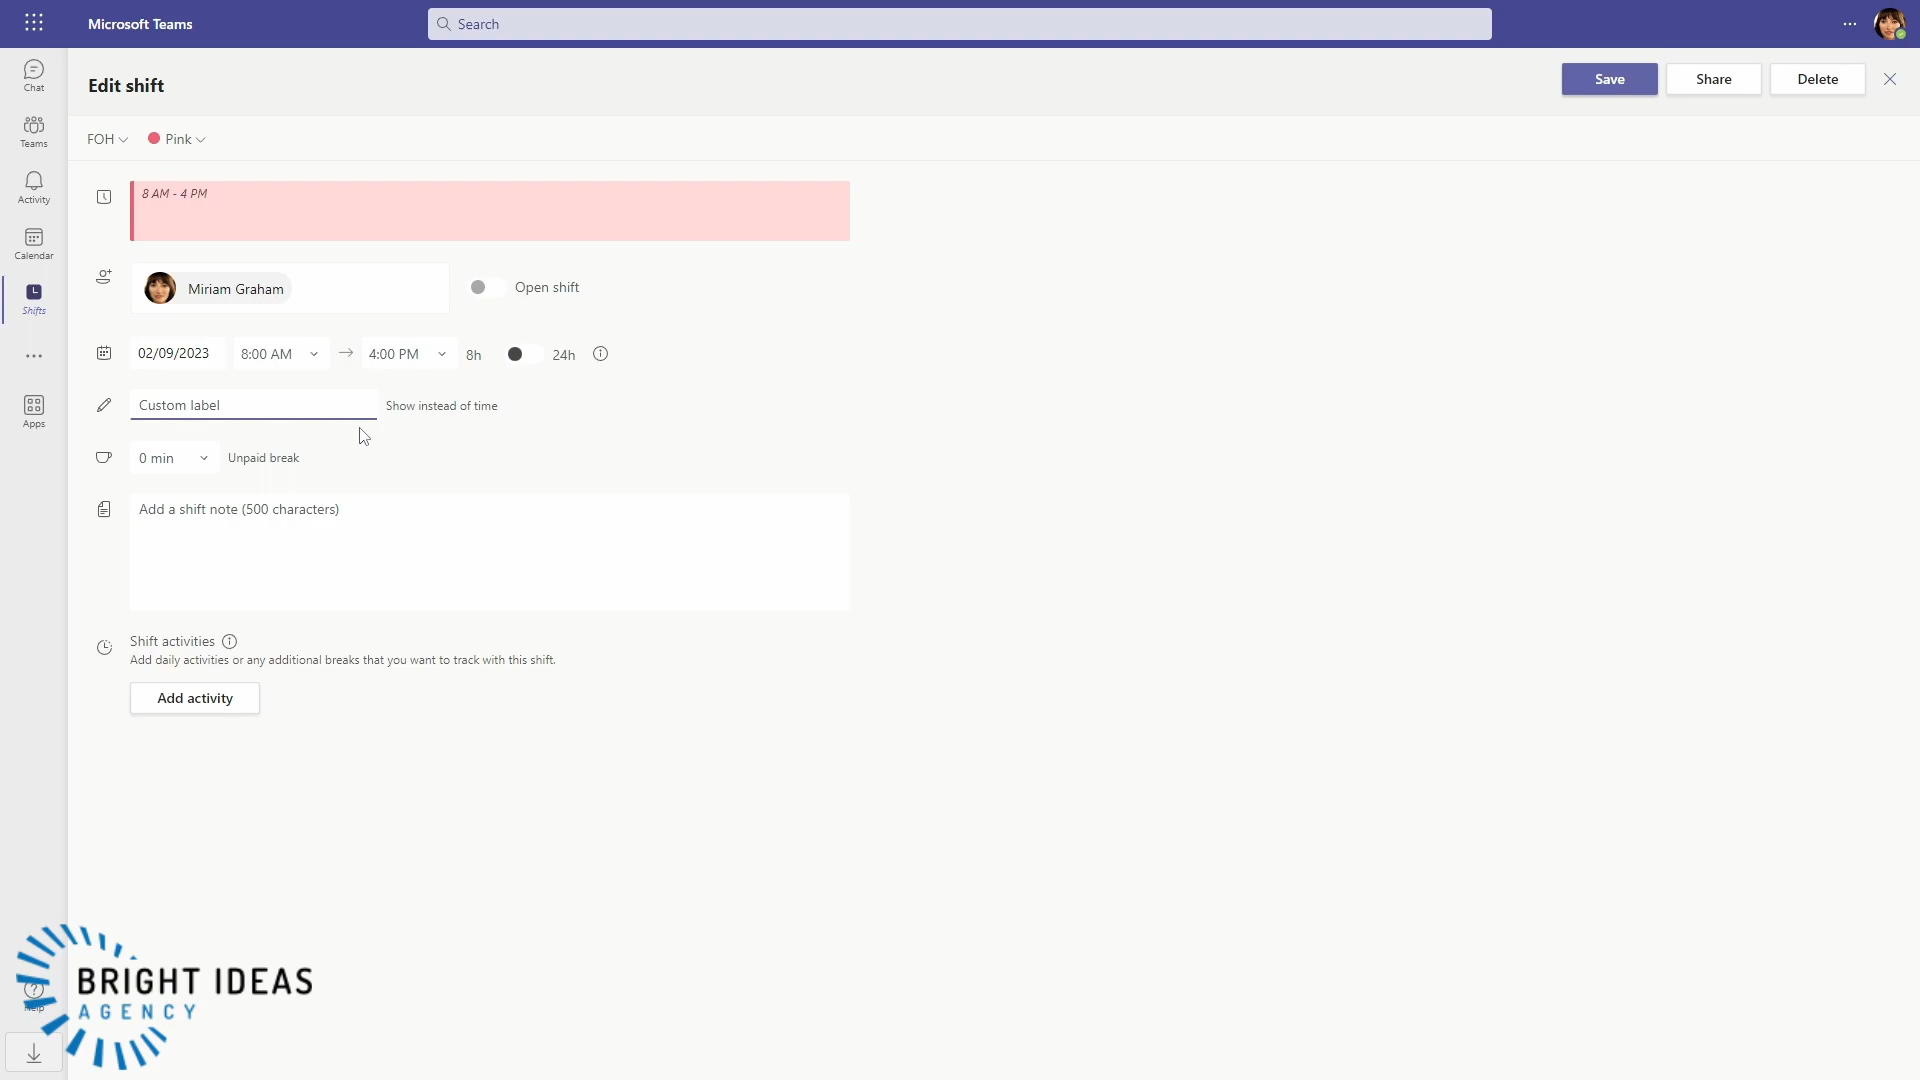 Microsoft Teams
Search
Chat
Teams
Activity
Calendar
Shifts
Apps
Help
Edit shift
Save
Share
Delete
FOH
Pink
8 AM - 4 PM
Miriam Graham
Open shift
02/09/2023 8:00 AM 4:00 PM 8h 24h
Custom label Show instead of time
0 min Unpaid break
Add a shift note (500 characters)
Shift activities
Add daily activities or any additional breaks that you want to track with this shift.
Add activity
BRIGHT IDEAS
AGENCY